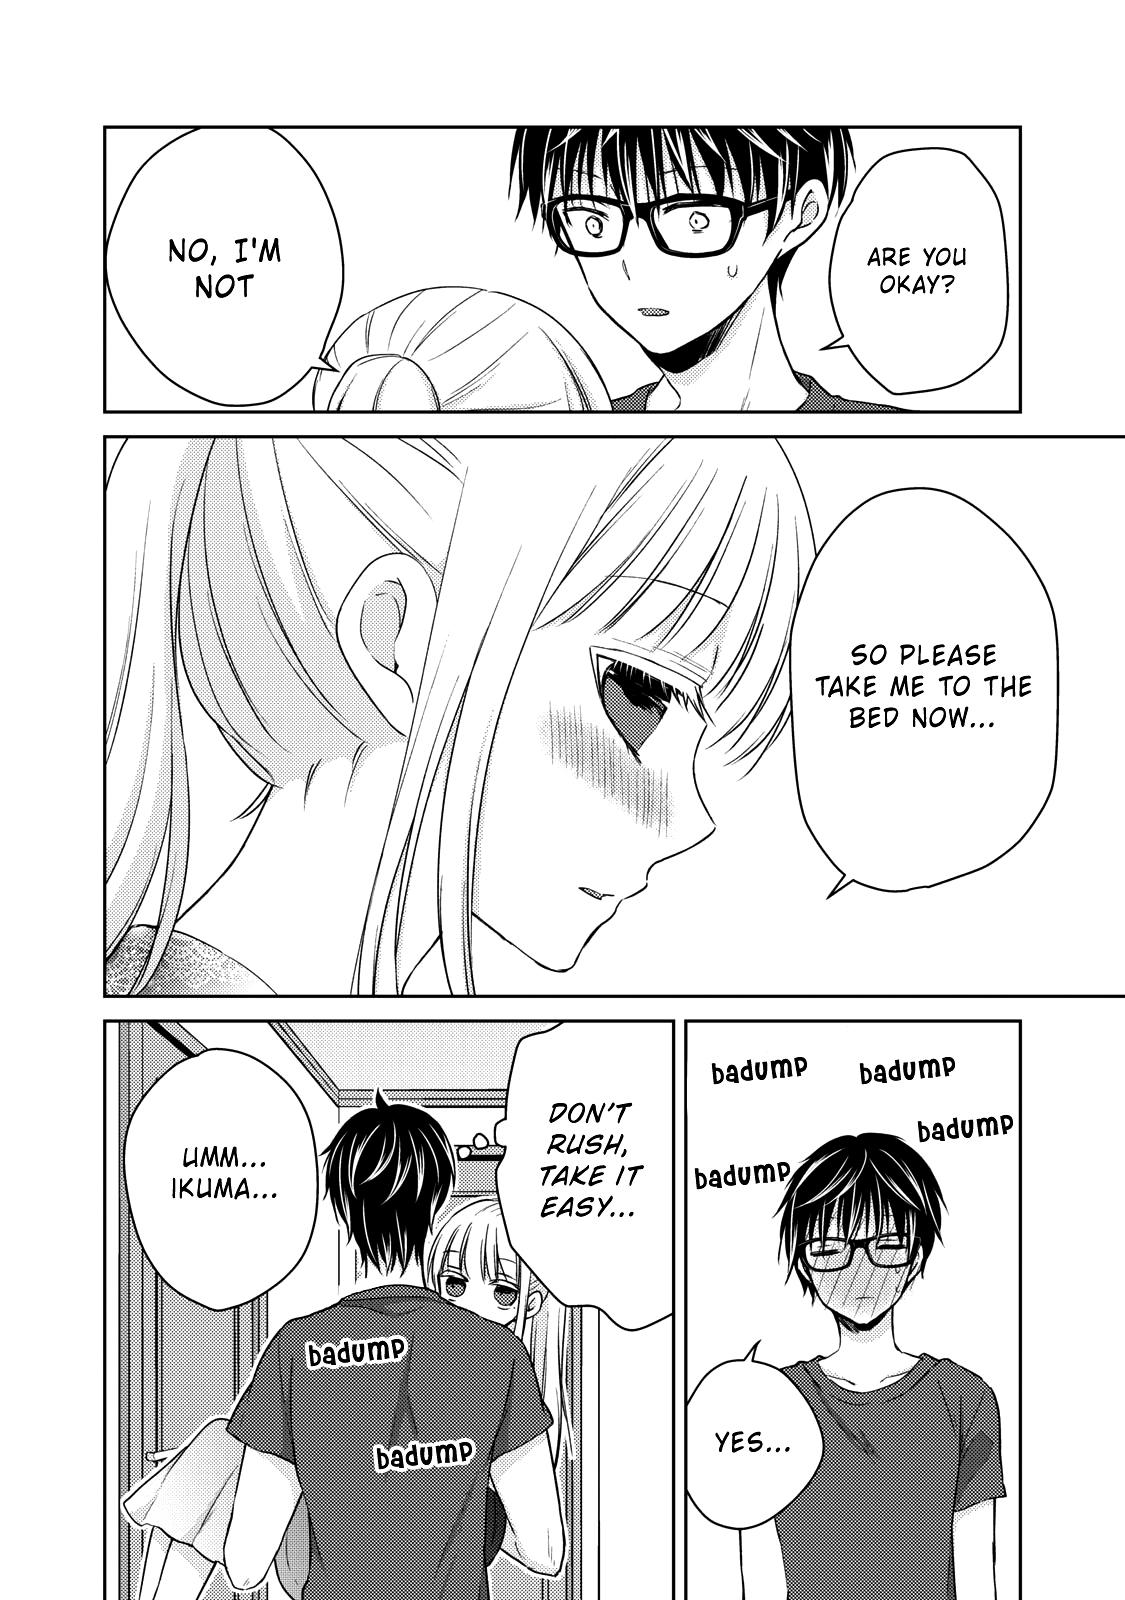 ARE YOU
OKAY?
NO, I'M
NOT
SO PLEASE
TAKE ME TO THE
BED NOW...
badump
badump
badump
badump
YES...
DON'T
RUSH,
TAKE IT
EASY...
UMM...
IKUMA...
badump
badump